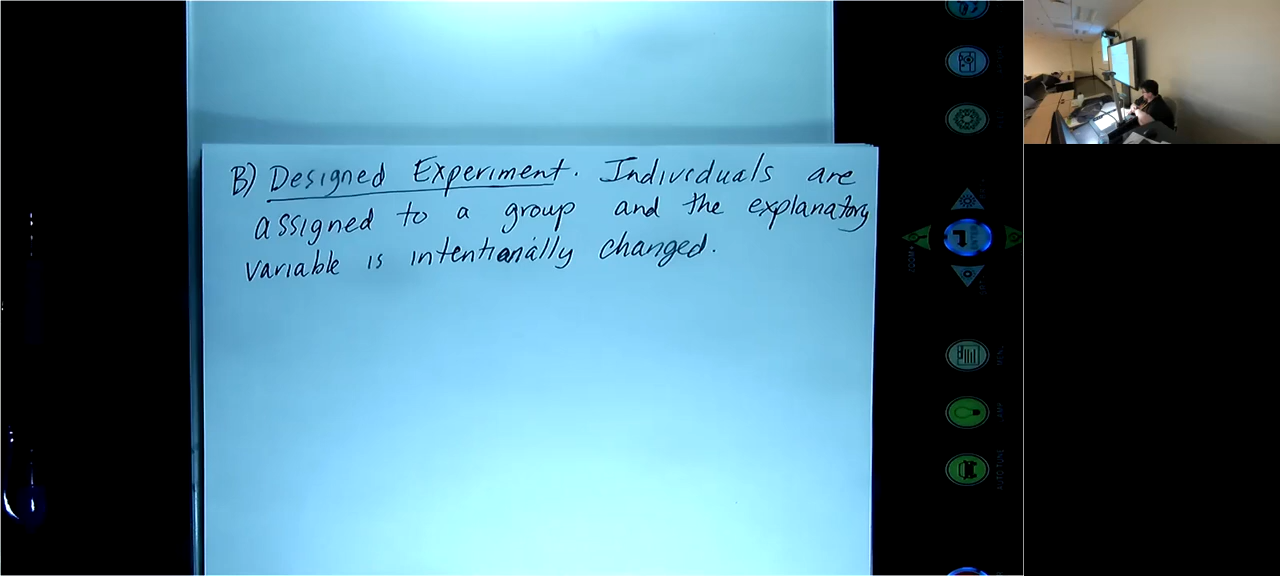 B) Designed Experiment. Individuals are
assigned to a group and the explanatory
variable is intentionally changed.